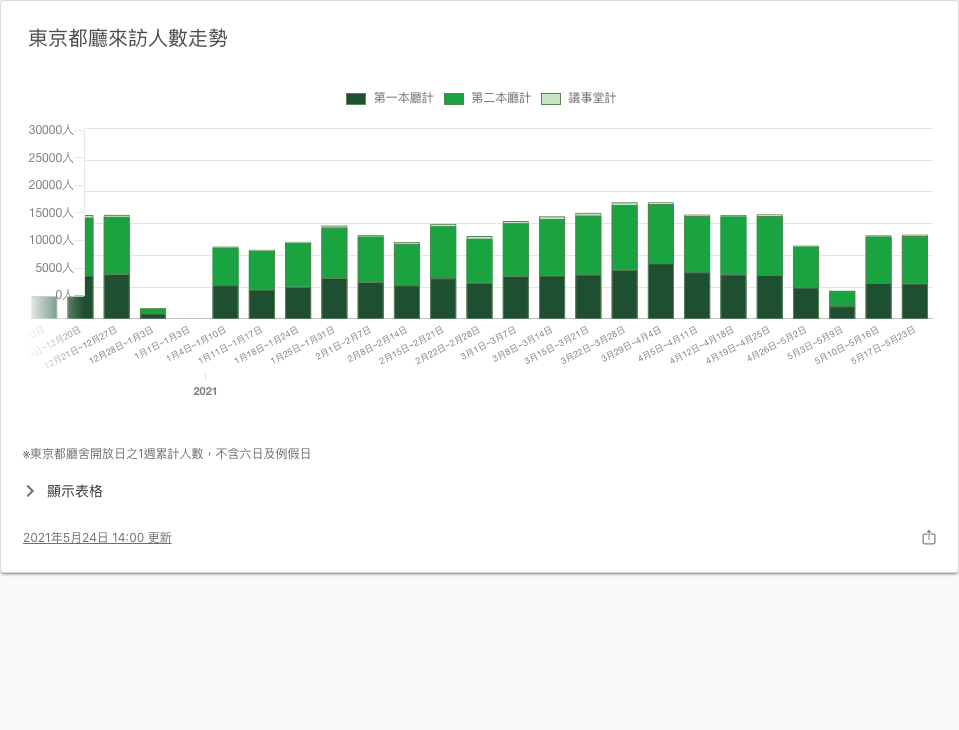 東京都廳來訪人數走勢
第一本廳計 第二本廳計 議事堂計
30000人
25000人
20000人
15000人
10000人
5000人
0人
12月21日~12月27日
12月28日~1月3日
1月1日~1月3日
1月4日~1月10日
1月11日~1月17日
1月18日~1月24日
1月25日~1月31日
2月1日~2月7日
2月8日~2月14日
2月15日~2月21日
2月22日~2月28日
3月1日~3月7日
3月8日~3月14日
3月15日~3月21日
3月22日~3月28日
3月29日~4月4日
4月5日~4月11日
4月12日~4月18日
4月19日~4月25日
4月26日~5月2日
5月3日~5月9日
5月10日~5月16日
5月17日~5月23日
2021
※東京都廳舍開放日之1週累計人數，不含六日及例假日
顯示表格
2021年5月24日 14:00 更新